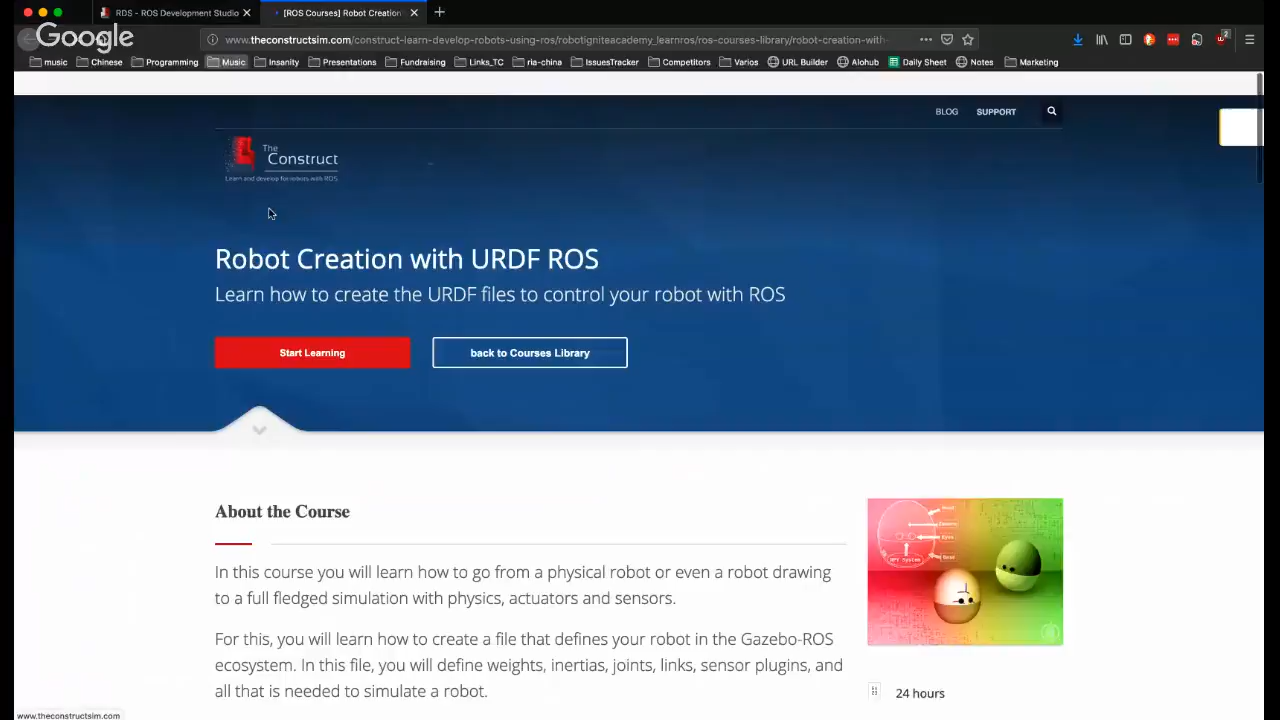 RDS - ROS Development Studio
[ROS Courses] Robot Creation
Google
www.theconstructsim.com/construct-learn-develop-robots-using-ros/robotigniteacademy_learnros/ros-courses-library/robot-creation-with-
2
music
Chinese
Programming
Music
Insanity
Presentations
Fundraising
Links_TC
ria-china
IssuesTracker
Competitors
Varios
URL Builder
Alohub
Daily Sheet
Notes
Marketing
BLOG
SUPPORT
The
Construct
Learn and develop for robots with ROS
Robot Creation with URDF ROS
Learn how to create the URDF files to control your robot with ROS
Start Learning
back to Courses Library
About the Course
In this course you will learn how to go from a physical robot or even a robot drawing
to a full fledged simulation with physics, actuators and sensors.
For this, you will learn how to create a file that defines your robot in the Gazebo-ROS
ecosystem. In this file, you will define weights, inertias, joints, links, sensor plugins, and
all that is needed to simulate a robot.
24 hours
www.theconstructsim.com